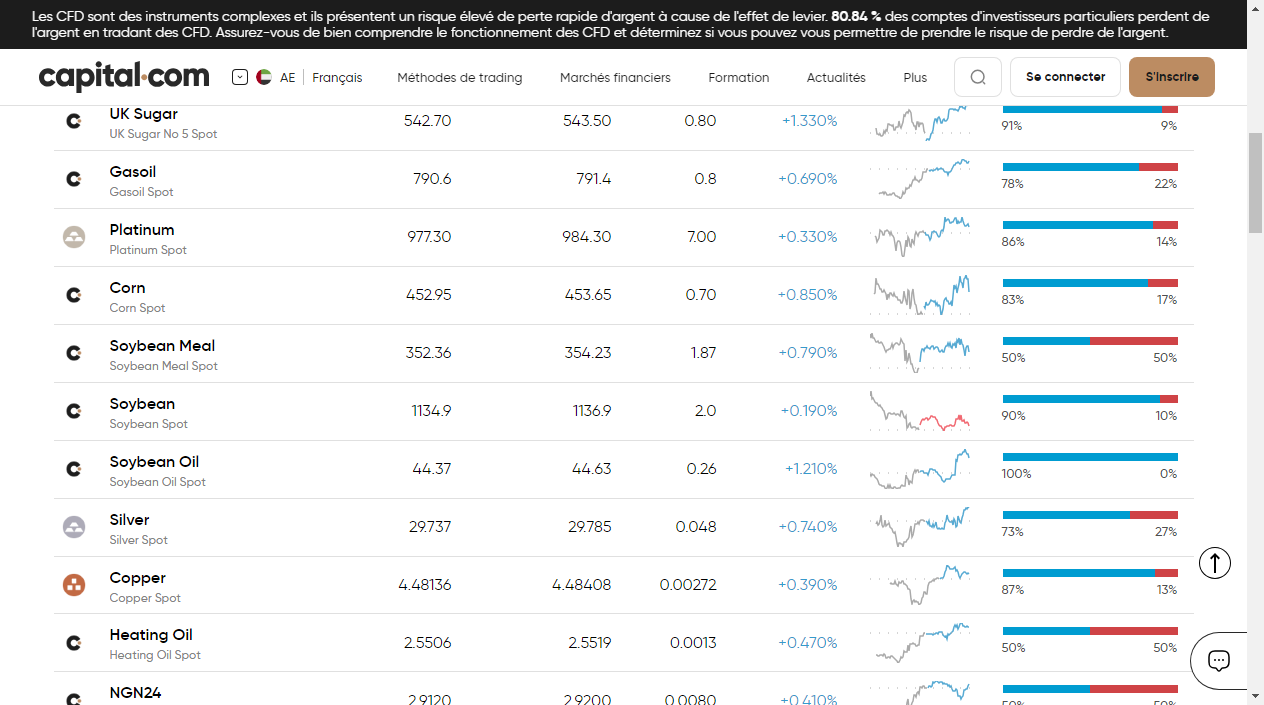 Les CFD sont des instruments complexes et ils présentent un risque élevé de perte rapide d'argent à cause de l'effet de levier. 80.84 % des comptes d'investisseurs particuliers perdent de
l'argent en tradant des CFD. Assurez-vous de bien comprendre le fonctionnement des CFD et déterminez si vous pouvez vous permettre de prendre le risque de perdre de l'argent.
capital.com AE Français Méthodes de trading Marchés financiers Formation Actualités Plus Se connecter S'inscrire
UK Sugar 542.70 543.50 0.80 +1.330%
UK Sugar No 5 Spot 91% 9%
Gasoil 790.6 791.4 0.8 +0.690%
Gasoil Spot 78% 22%
Platinum 977.30 984.30 7.00 +0.330%
Platinum Spot 86% 14%
Corn 452.95 453.65 0.70 +0.850%
Corn Spot 83% 17%
Soybean Meal 352.36 354.23 1.87 +0.790%
Soybean Meal Spot 50% 50%
Soybean 1134.9 1136.9 2.0 +0.190%
Soybean Spot 90% 10%
Soybean Oil 44.37 44.63 0.26 +1.210%
Soybean Oil Spot 100% 0%
Silver 29.737 29.785 0.048 +0.740%
Silver Spot 73% 27%
Copper 4.48136 4.48408 0.00272 +0.390%
Copper Spot 87% 13%
Heating Oil 2.5506 2.5519 0.0013 +0.470%
Heating Oil Spot 50% 50%
NGN24 2.9120 2.9200 0.0080 +0.410%
50% 50%